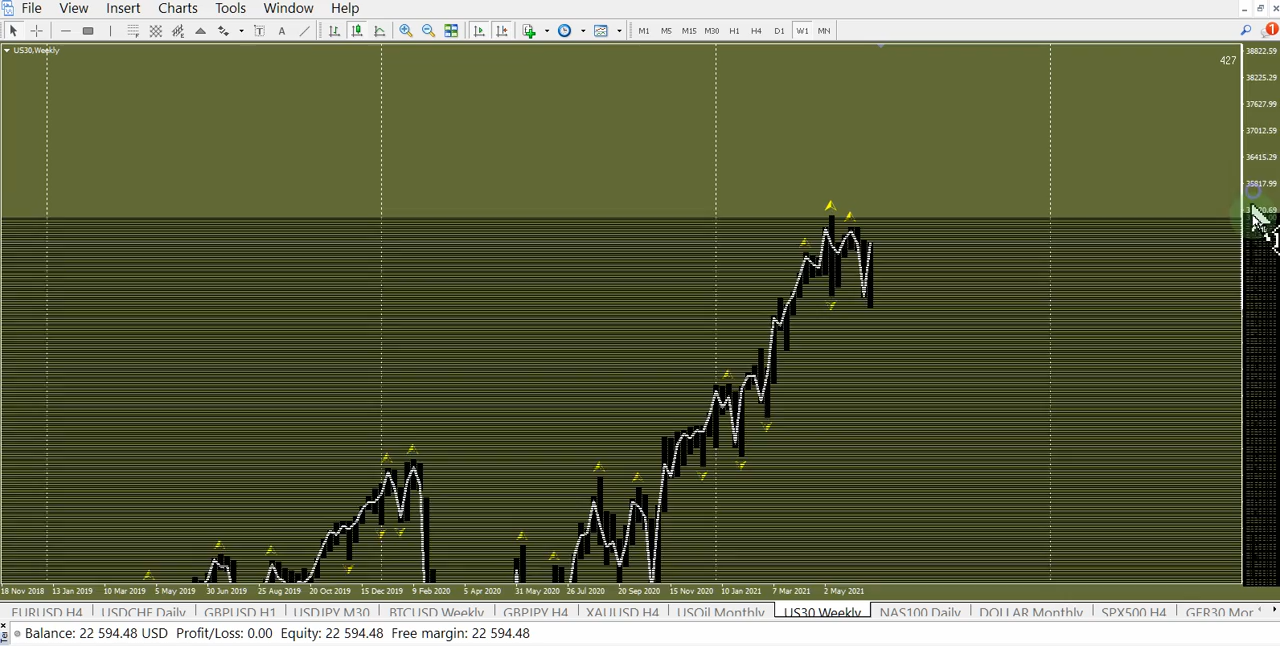 File View Insert Charts Tools Window Help
A T M1 M5 M15 M30 H1 H4 D1 W1 MN 1
US30,Weekly
427
38822.59
38225.29
37627.99
37012.59
36415.29
35817.99
18 Nov 2018 13 Jan 2019 10 Mar 2019 5 May 2019 30 Jun 2019 25 Aug 2019 20 Oct 2019 15 Dec 2019 9 Feb 2020 5 Apr 2020 31 May 2020 26 Jul 2020 20 Sep 2020 15 Nov 2020 10 Jan 2021 7 Mar 2021 2 May 2021
EURUSD H4 USDCHF Daily GBPUSD H1 USDJPY M30 BTCUSD Weekly GBPJPY H4 XAUUSD H4 USOil Monthly US30 Weekly NAS100 Daily DOLLAR Monthly SPX500 H4 GER30 Mor
Balance: 22 594.48 USD Profit/Loss: 0.00 Equity: 22 594.48 Free margin: 22 594.48